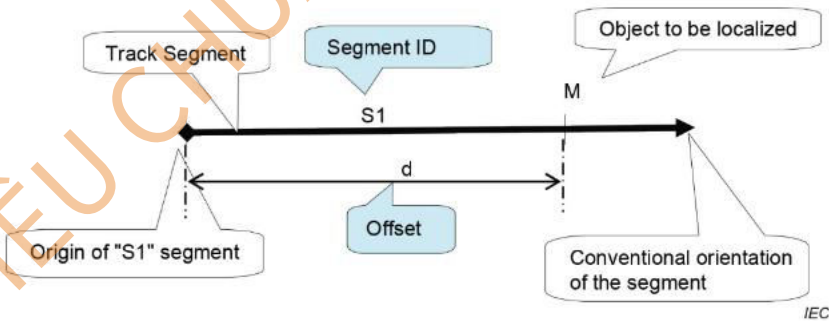 Object to be localized
Track Segment
Segment ID
M
S1
d
Offset
Origin of "S1" segment
Conventional orientation
of the segment
IEC